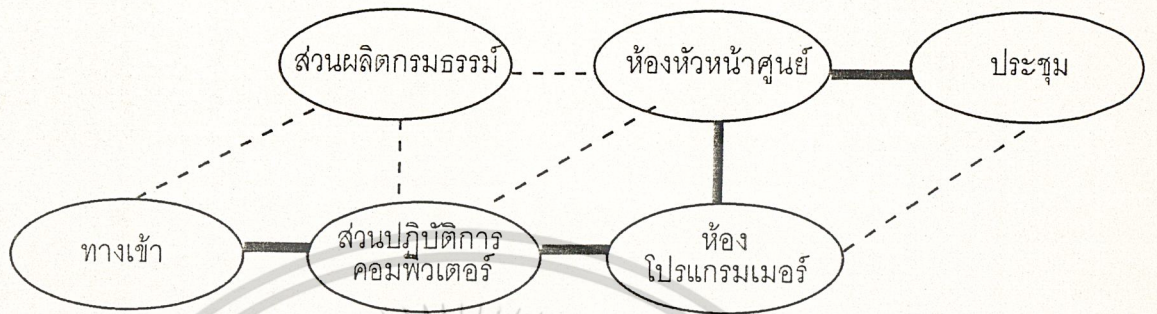 ส่วนผลิตกรมธรรม์
ห้องหัวหน้าศูนย์
ประชุม
ทางเข้า
ส่วนปฏิบัติการ
คอมพิวเตอร์
ห้อง
โปรแกรมเมอร์